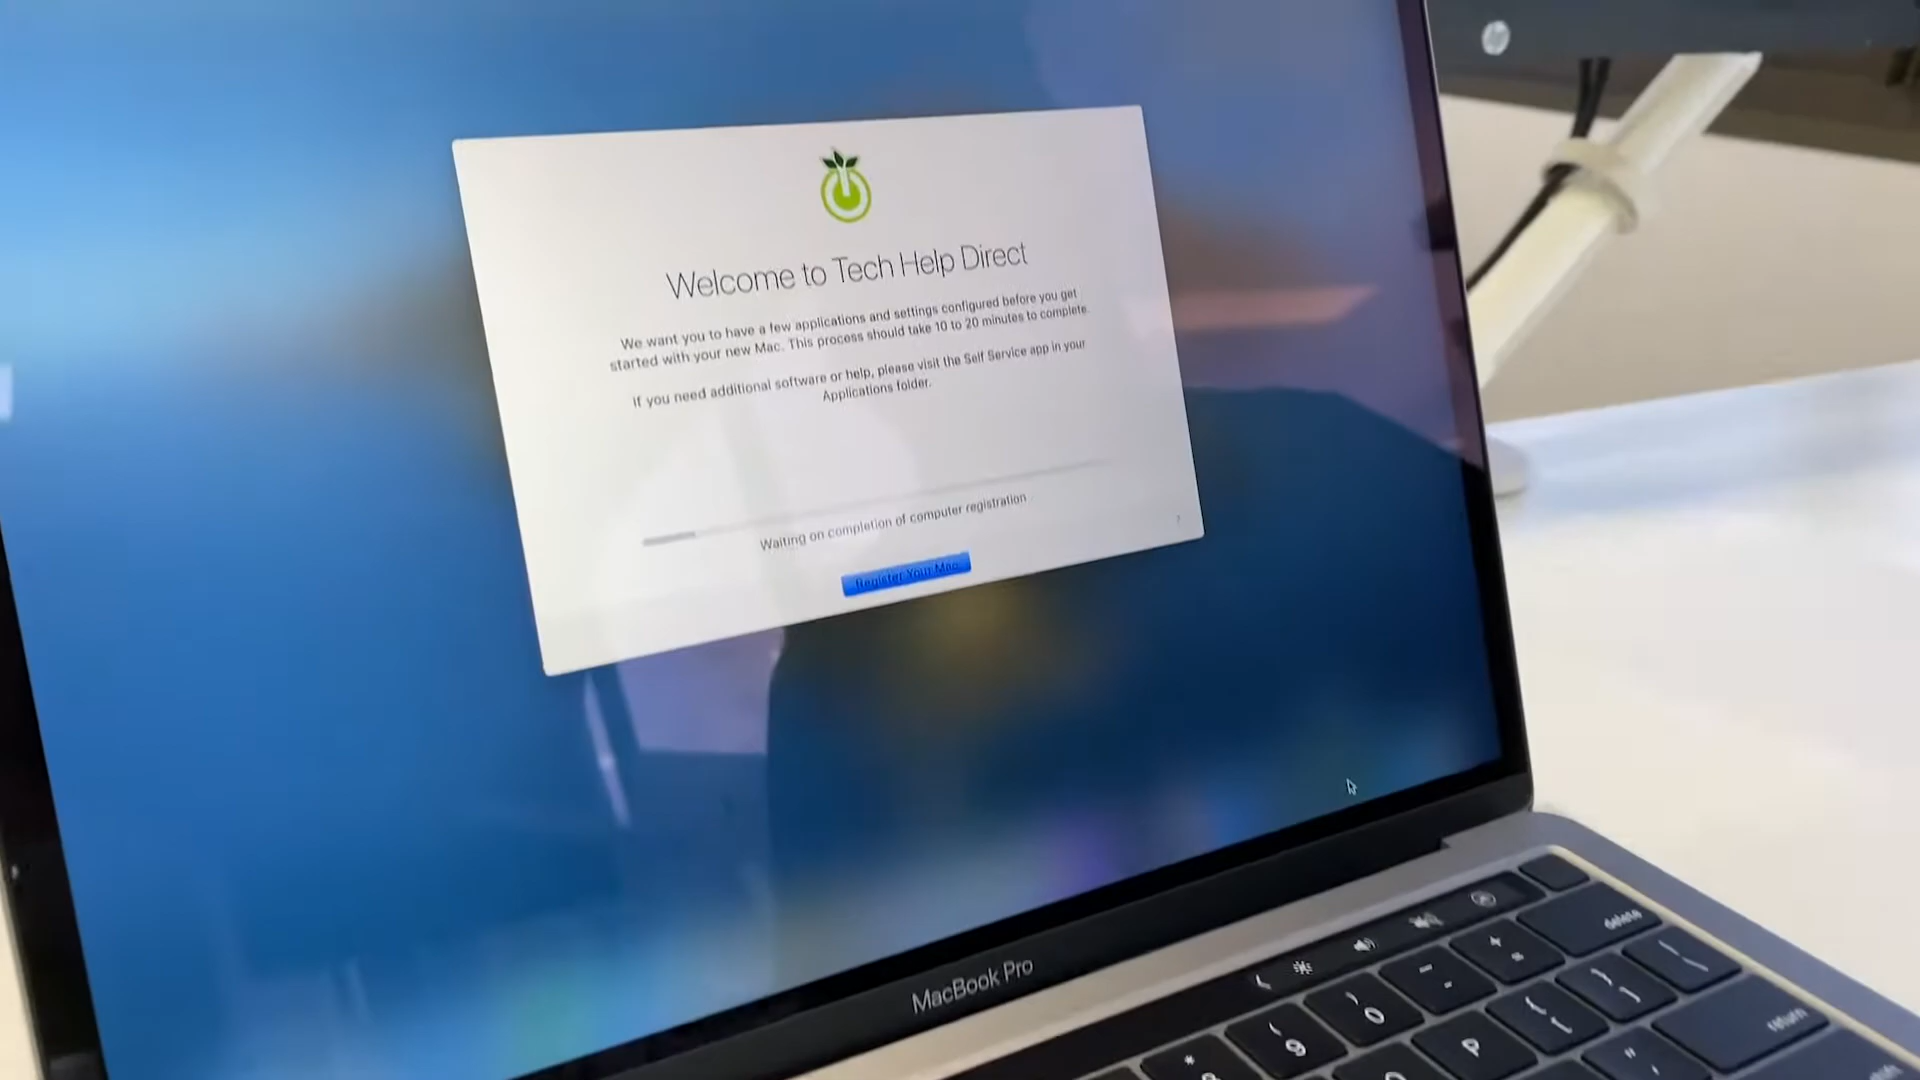 Welcome to Tech Help Direct
We want you to have a few applications and settings configured before you get
started with your new Mac. This process should take 10 to 20 minutes to complete.
If you need additional software or help, please visit the Self Service app in your
Applications folder.
Waiting on completion of computer registration
?
Register Your Mac
MacBook Pro
delete
return
P
9
0